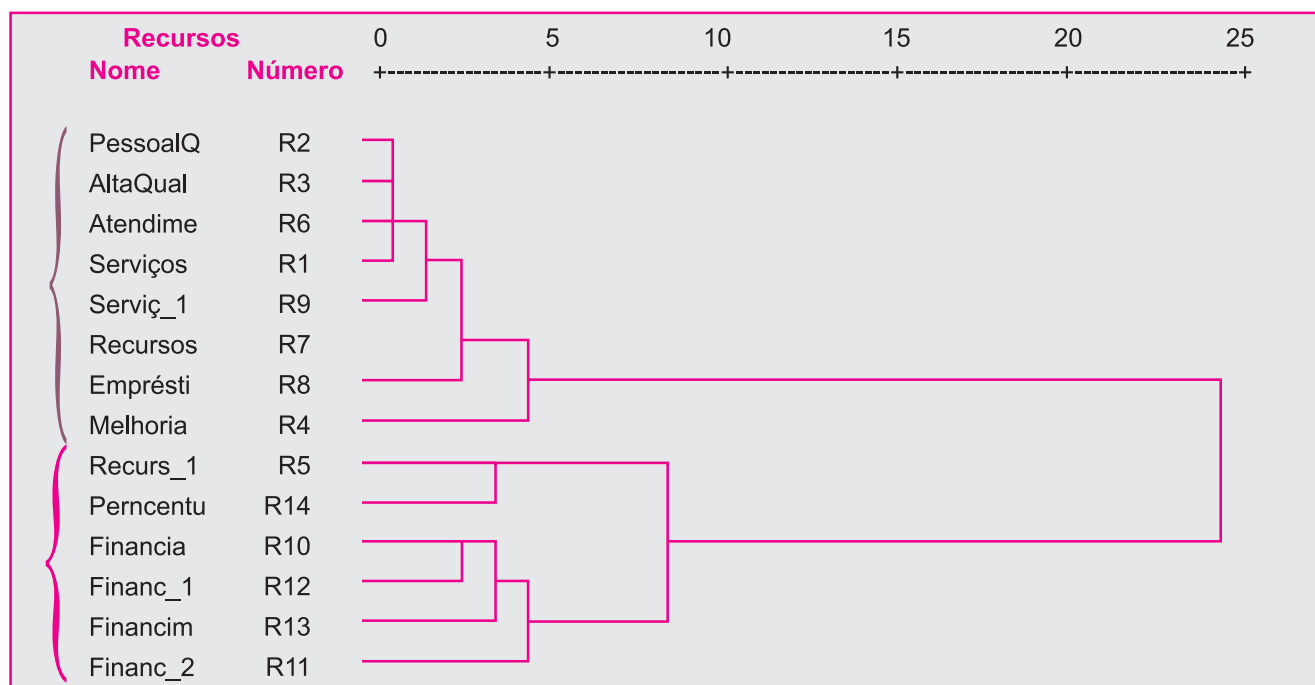 Recursos 0 5 10 15 20 25
Nome Número +---------+---------+---------+---------+---------+
PessoalQ R2
AltaQual R3
Atendime R6
Serviços R1
Serviç_1 R9
Recursos R7
Emprésti R8
Melhoria R4
Recurs_1 R5
Perncentu R14
Financia R10
Financ_1 R12
Financim R13
Financ_2 R11